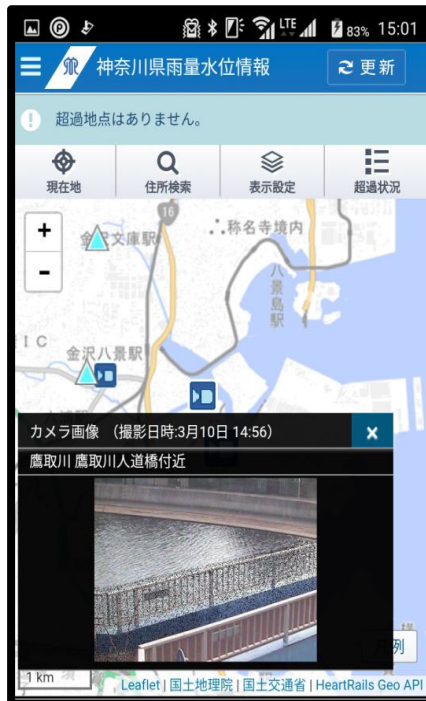 LTE 83% 15:01
神奈川県雨量水位情報
更新
超過地点はありません。
現在地 住所検索 表示設定 超過状況
+
-
16
金沢文庫駅
称名寺境内
八景島駅
IC
金沢八景駅
カメラ画像 (撮影日時:3月10日 14:56) ×
鷹取川 鷹取川人道橋付近
例
1 km
Leaflet | 国土地理院 | 国土交通省 | HeartRails Geo API